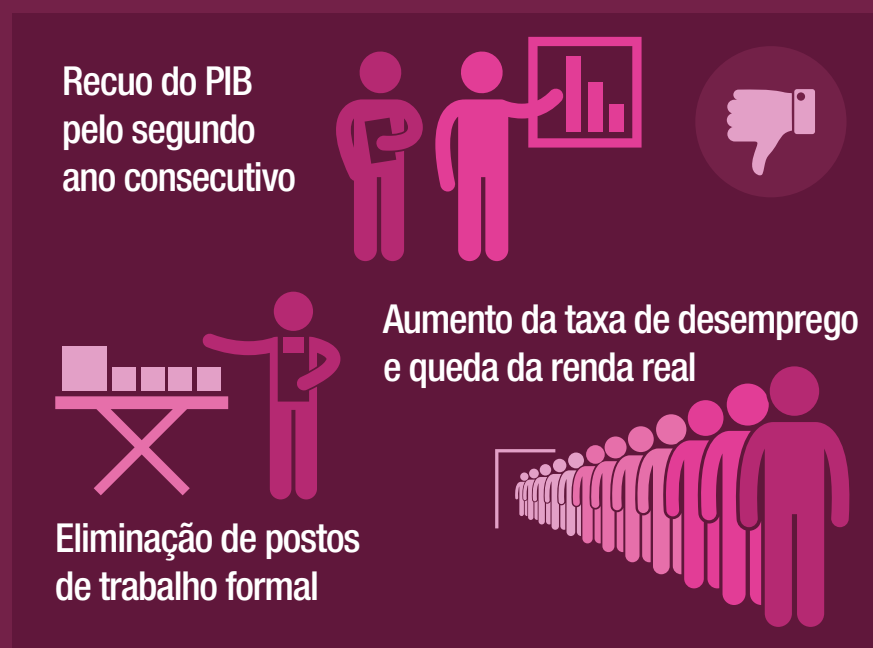 Recuo do PIB
pelo segundo
ano consecutivo
Aumento da taxa de desemprego
e queda da renda real
Eliminação de postos
de trabalho formal